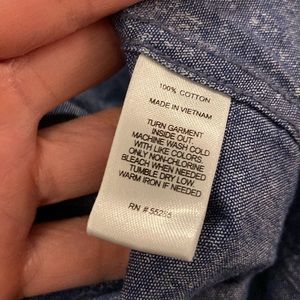 100% COTTON
MADE IN VIETNAM
TURN GARMENT
INSIDE OUT.
MACHINE WASH COLD
WITH LIKE COLORS.
ONLY NON-CHLORINE
BLEACH WHEN NEEDED
TUMBLE DRY LOW.
WARM IRON IF NEEDED
RN #